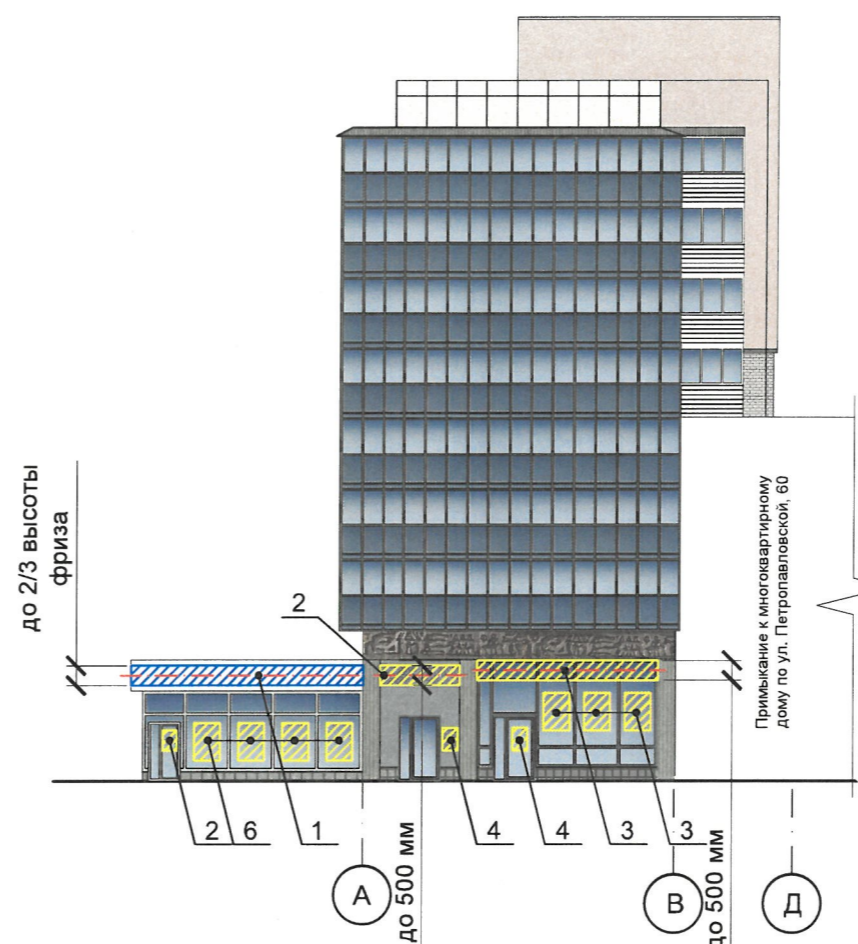 до 2/3 высоты
фриза
2
Примыкание к многоквартирному
дому по ул. Петропавловской, 60
2
6
1
4
4
3
3
до 500 мм
до 500 мм
А
В
Д